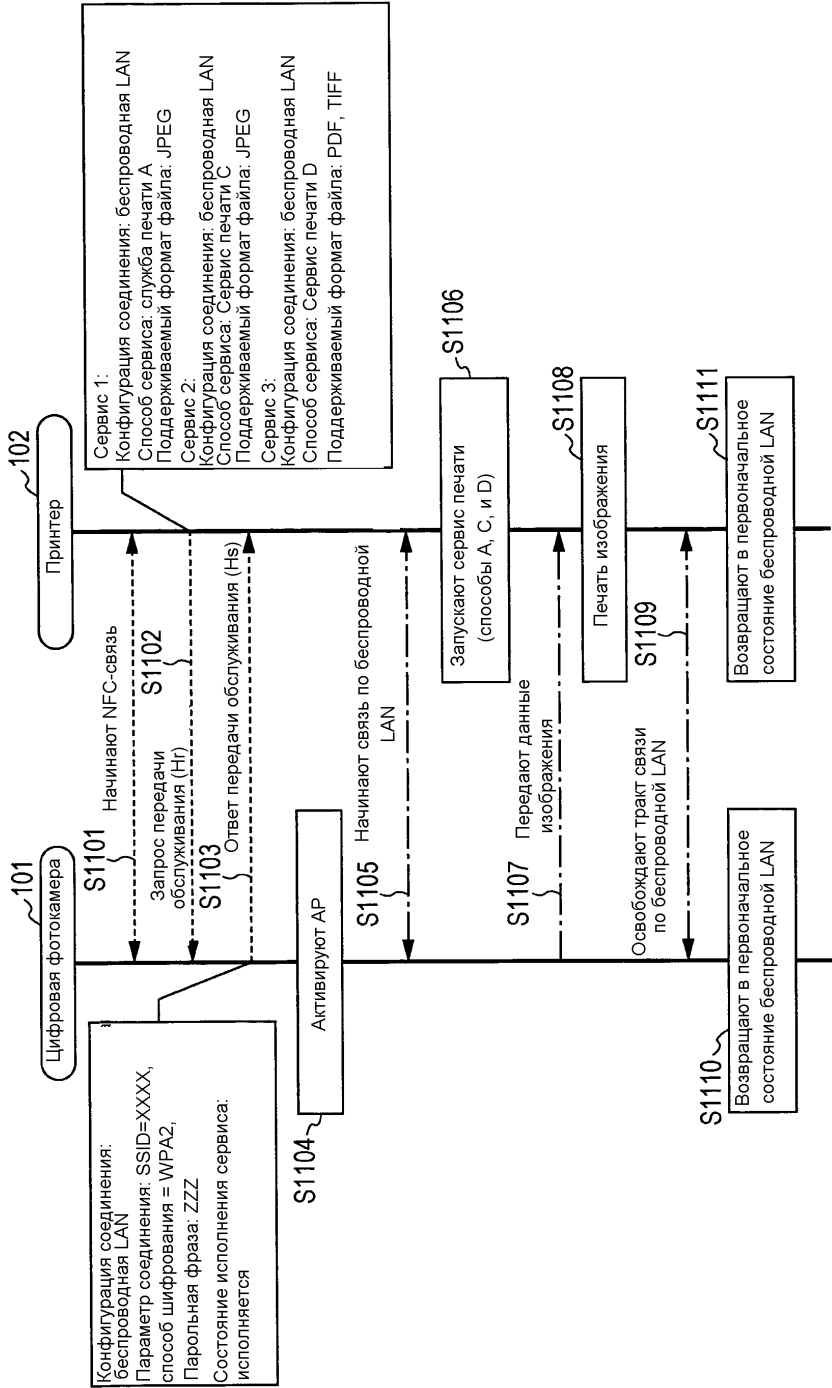 101
Цифровая фотокамера
102
Принтер
Конфигурация соединения:
беспроводная LAN
Параметр соединения: SSID=XXXX,
способ шифрования = WPA2,
Парольная фраза: ZZZ
Состояние исполнения сервиса:
исполняется
Сервис 1:
Конфигурация соединения: беспроводная LAN
Способ сервиса: служба печати A
Поддерживаемый формат файла: JPEG
Сервис 2:
Конфигурация соединения: беспроводная LAN
Способ сервиса: Сервис печати C
Поддерживаемый формат файла: JPEG
Сервис 3:
Конфигурация соединения: беспроводная LAN
Способ сервиса: Сервис печати D
Поддерживаемый формат файла: PDF, TIFF
S1101
Начинают NFC-связь
Запрос передачи
обслуживания (Hr)
S1102
S1103
Ответ передачи обслуживания (Hs)
Активируют AP
S1104
Начинают связь по беспроводной
LAN
S1105
Запускают сервис печати
(способы A, C, и D)
S1106
Передают данные
изображения
S1107
Печать изображения
S1108
Освобождают тракт связи
по беспроводной LAN
S1109
S1110
Возвращают в первоначальное
состояние беспроводной LAN
S1111
Возвращают в первоначальное
состояние беспроводной LAN